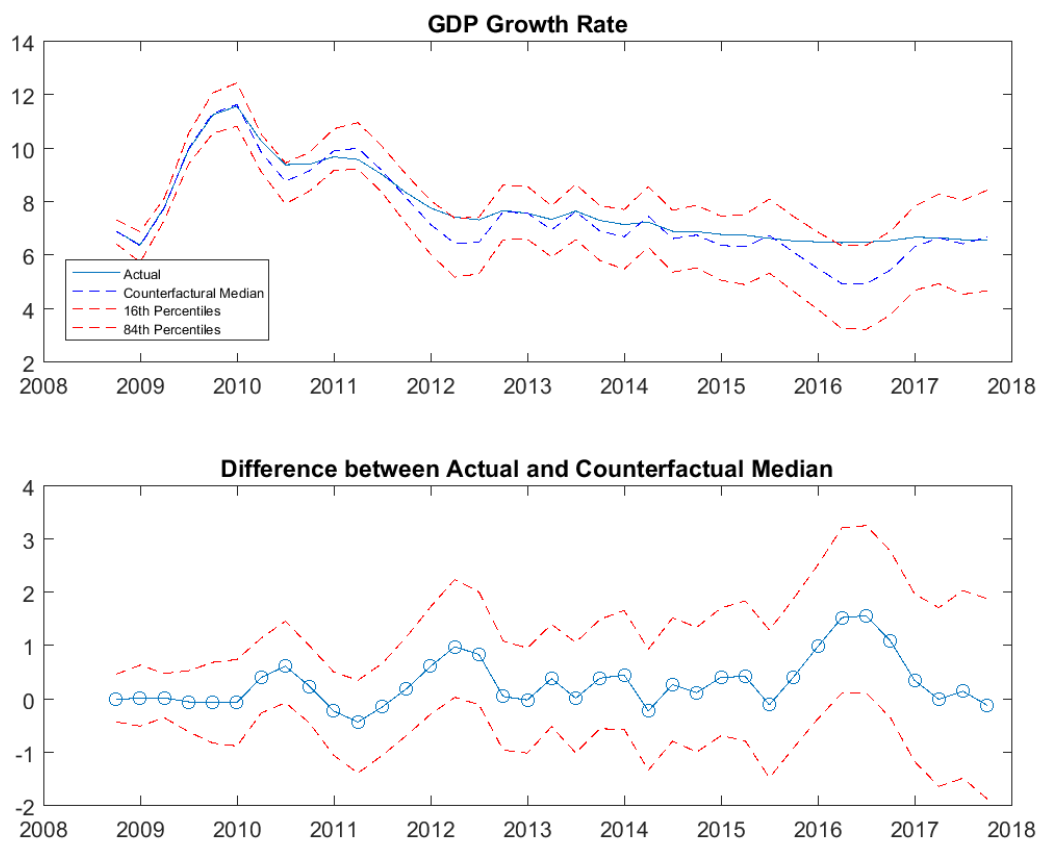 GDP Growth Rate
14
12
10
8
6
4
2
Actual
Counterfactural Median
16th Percentiles
84th Percentiles
2008 2009 2010 2011 2012 2013 2014 2015 2016 2017 2018
Difference between Actual and Counterfactual Median
4
3
2
1
0
-1
-2
2008 2009 2010 2011 2012 2013 2014 2015 2016 2017 2018